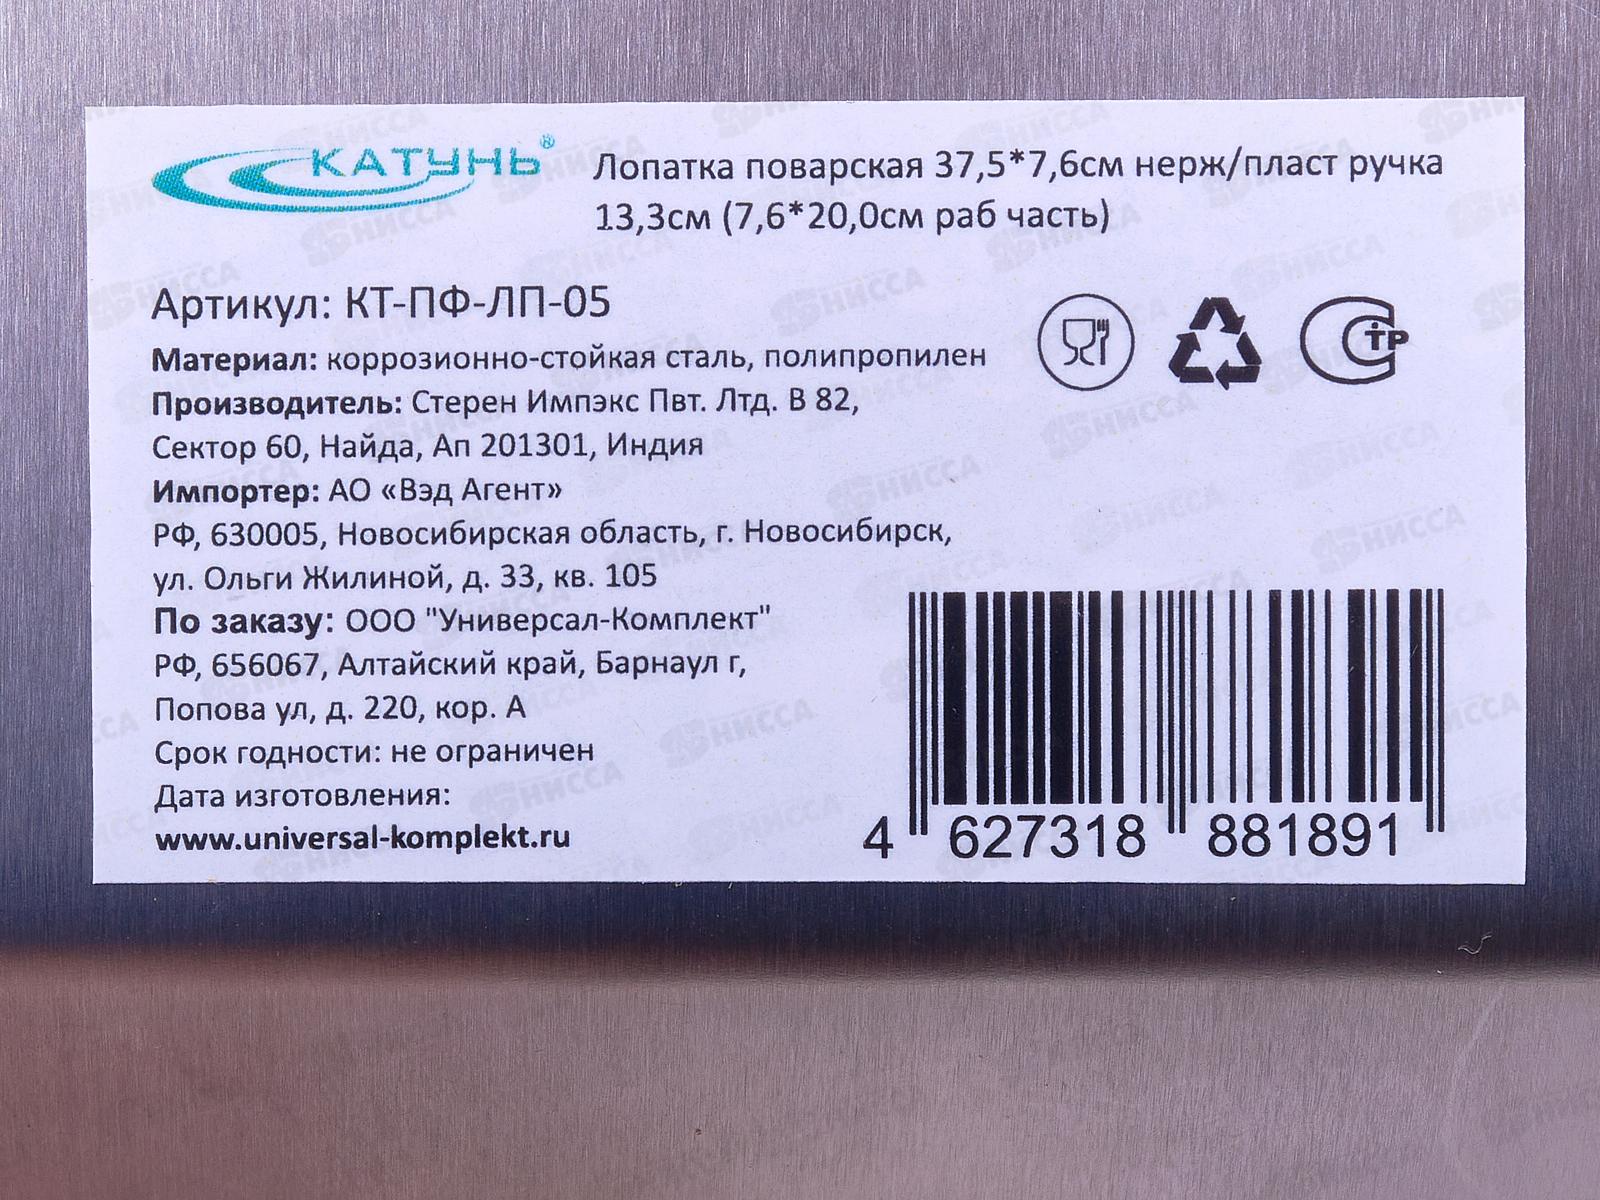 КАТУНЬ®
Лопатка поварская 37,5*7,6см нерж/пласт ручка
13,3см (7,6*20,0см раб часть)
Артикул: КТ-ПФ-ЛП-05
Материал: коррозионно-стойкая сталь, полипропилен
Производитель: Стерен Импэкс Пвт. Лтд. В 82,
Сектор 60, Найда, Ап 201301, Индия
Импортер: АО «Вэд Агент»
РФ, 630005, Новосибирская область, г. Новосибирск,
ул. Ольги Жилиной, д. 33, кв. 105
По заказу: ООО "Универсал-Комплект"
РФ, 656067, Алтайский край, Барнаул г,
Попова ул, д. 220, кор. А
Срок годности: не ограничен
Дата изготовления:
www.universal-komplekt.ru
СТР
4 627318 881891
НИССА